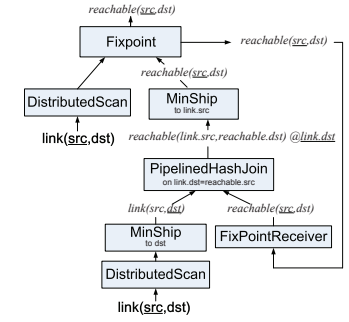 reachable(src,dst)
Fixpoint
reachable(src,dst)
reachable(src,dst)
DistributedScan
MinShip
to link.src
link(src,dst)
reachable(link.src,reachable.dst) @link.dst
PipelinedHashJoin
on link.dst=reachable.src
link(src,dst)
reachable(src,dst)
MinShip
to dst
FixPointReceiver
DistributedScan
link(src,dst)